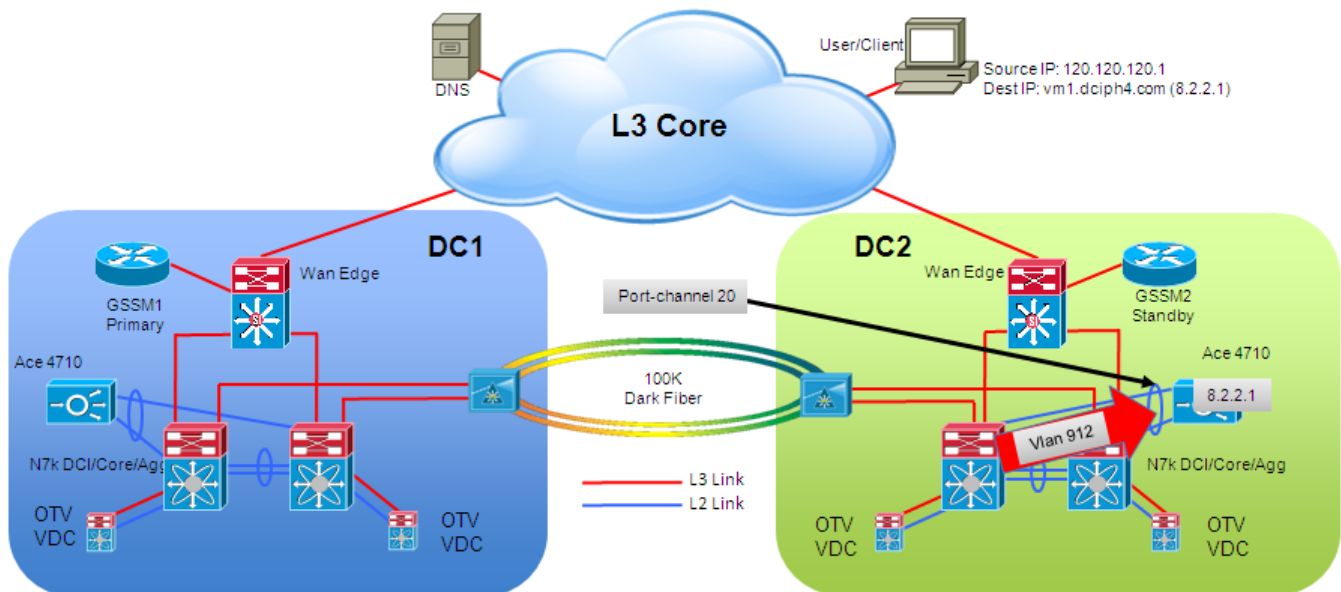 DNS
User/Client
Source IP: 120.120.120.1
Dest IP: vm1.dciph4.com (8.2.2.1)
L3 Core
DC1
Wan Edge
GSSM1
Primary
Ace 4710
N7k DCI/Core/Agg
OTV
VDC
OTV
VDC
Port-channel 20
100K
Dark Fiber
L3 Link
L2 Link
DC2
Wan Edge
GSSM2
Standby
Ace 4710
8.2.2.1
Vlan 912
N7k DCI/Core/Agg
OTV
VDC
OTV
VDC
SI
SI